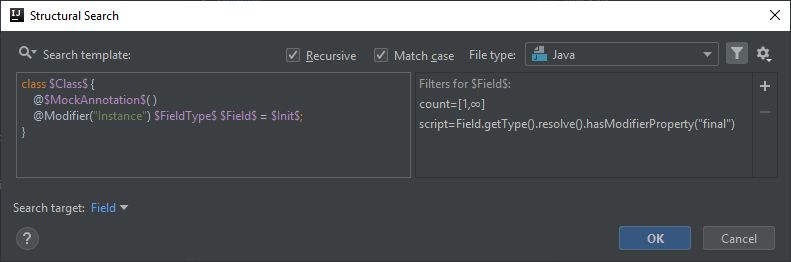 IJ
Structural Search
Search template:
Recursive
Match case
File type:
Java
class $Class$ {
@$MockAnnotation$( )
@Modifier("Instance") $FieldType$ $Field$ = $Init$;
}
Filters for $Field$:
count=[1,∞]
script=Field.getType().resolve().hasModifierProperty("final")
Search target: Field
?
OK
Cancel